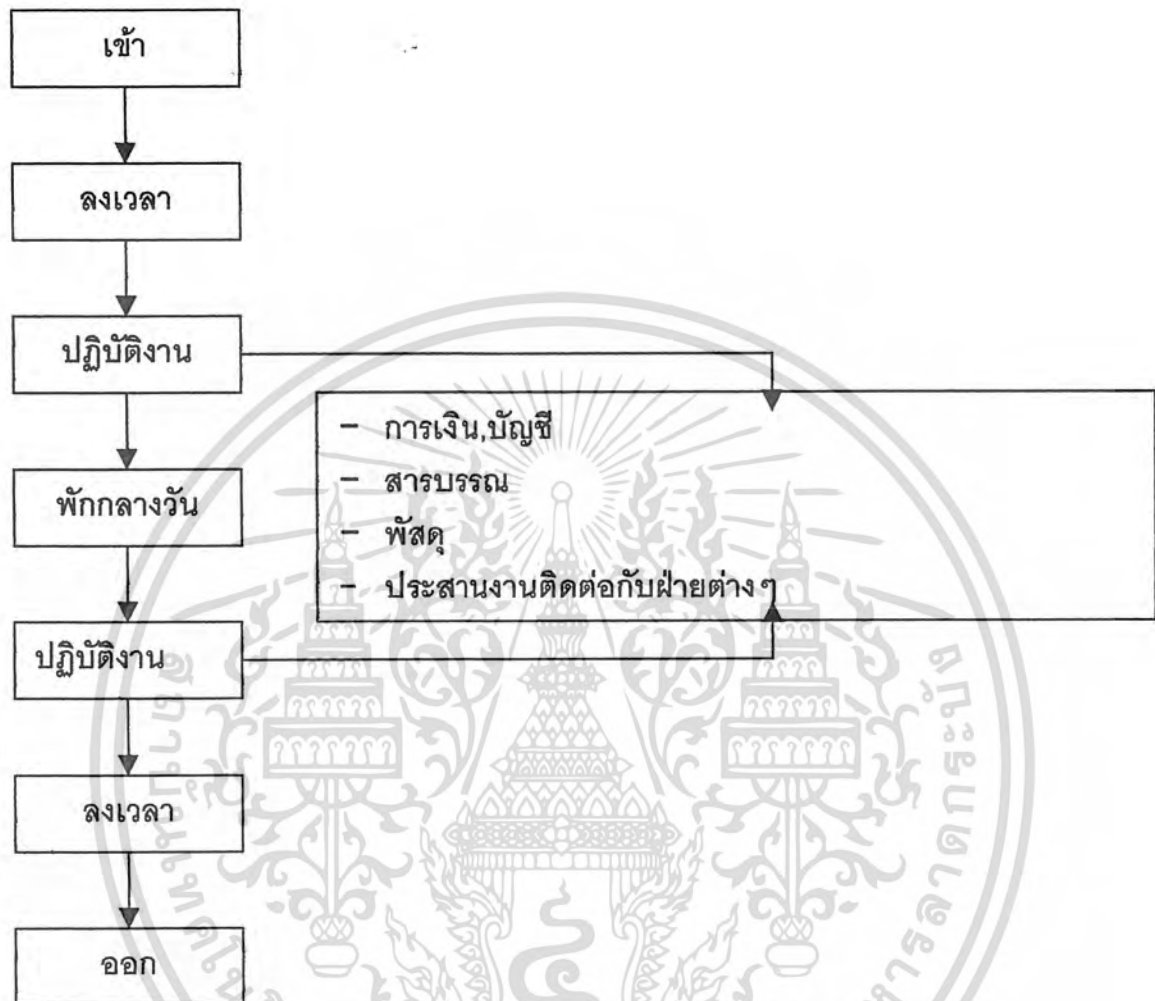 เข้า
ลงเวลา
ปฏิบัติงาน
พักกลางวัน
ปฏิบัติงาน
ลงเวลา
ออก
– การเงิน,บัญชี
– สารบรรณ
– พัสดุ
– ประสานงานติดต่อกับฝ่ายต่างๆ